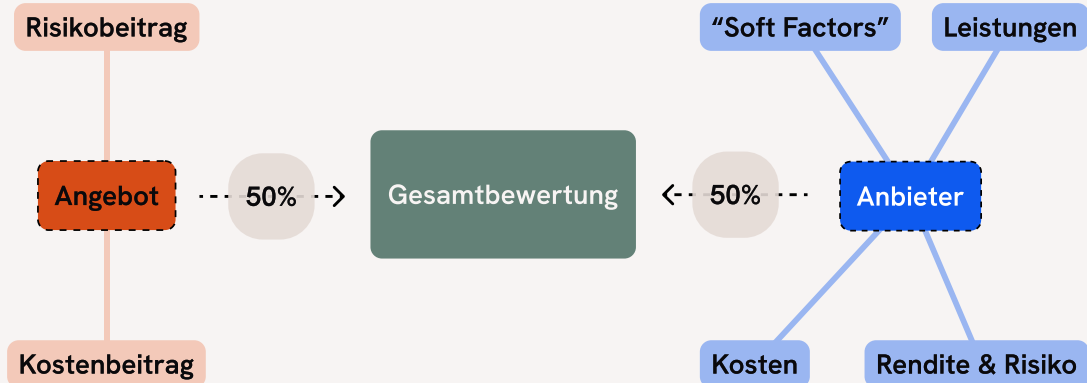 Risikobeitrag
“Soft Factors”
Leistungen
Angebot
50%
Gesamtbewertung
50%
Anbieter
Kostenbeitrag
Kosten
Rendite & Risiko